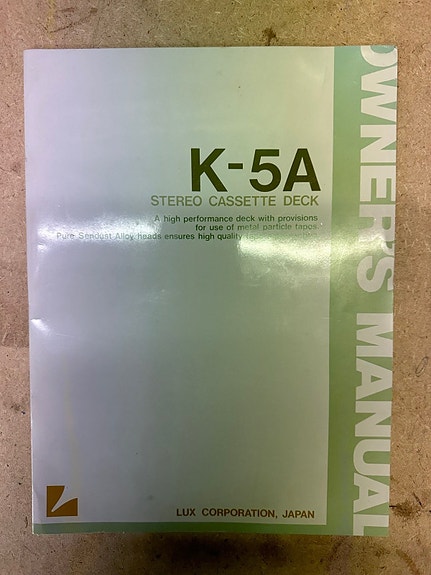 K-5A
STEREO CASSETTE DECK
A high performance deck with provisions
for use of metal particle tapes
Pure Sendust Alloy heads ensures high quality
OWNER'S MANUAL
LUX CORPORATION, JAPAN